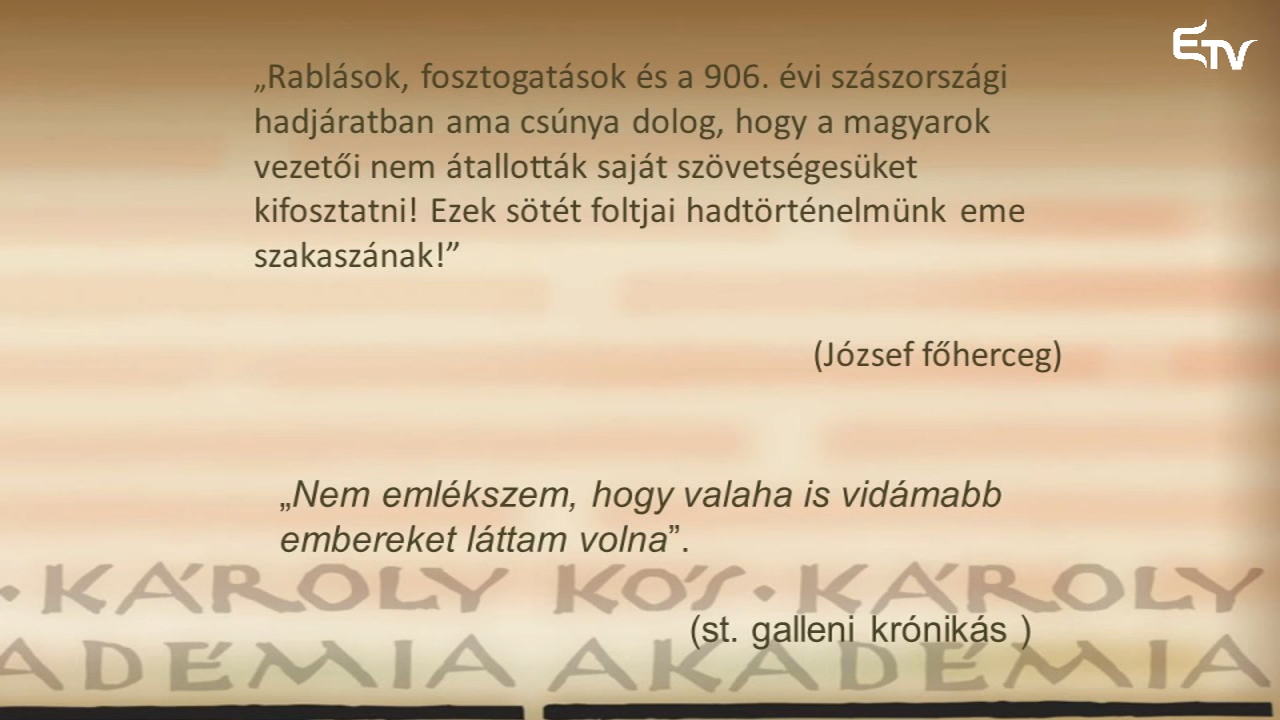 ETV
„Rablások, fosztogatások és a 906. évi szászországi
hadjáratban ama csúnya dolog, hogy a magyarok
vezetői nem átallották saját szövetségesüket
kifosztatni! Ezek sötét foltjai hadtörténelmünk eme
szakaszának!”
(József főherceg)
„Nem emlékszem, hogy valaha is vidámabb
embereket láttam volna”.
· KÁROLY KÓS · KÁROLY
(st. galleni krónikás )
ADÉMIA AKADÉMIA